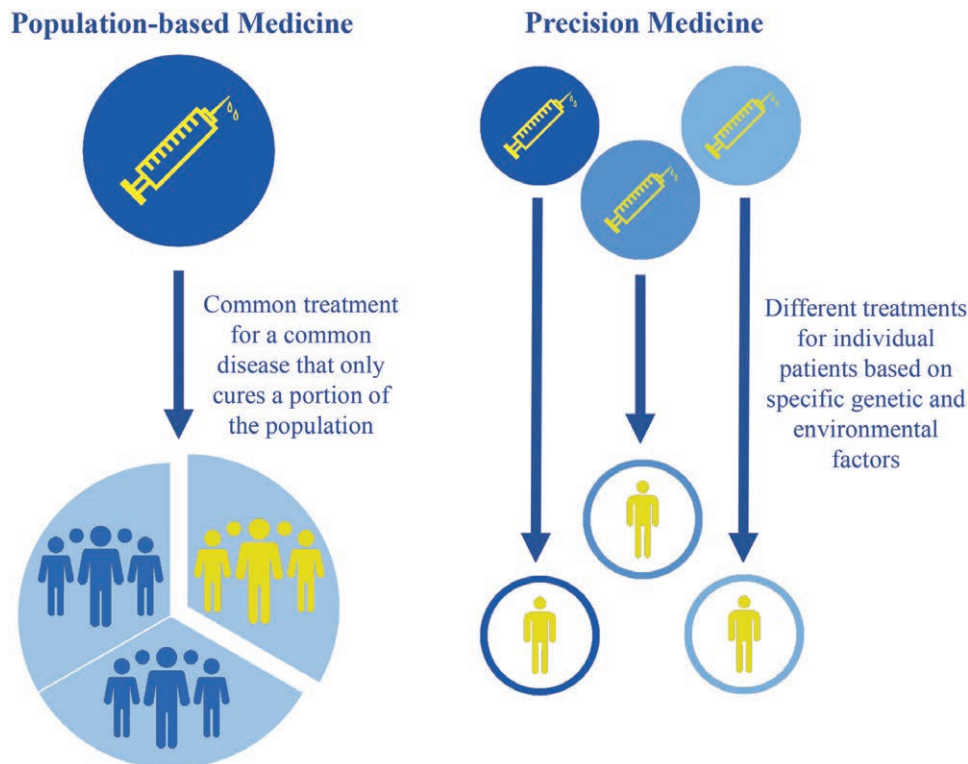 Population-based Medicine
Common treatment
for a common
disease that only
cures a portion of
the population
Precision Medicine
Different treatments
for individual
patients based on
specific genetic and
environmental
factors